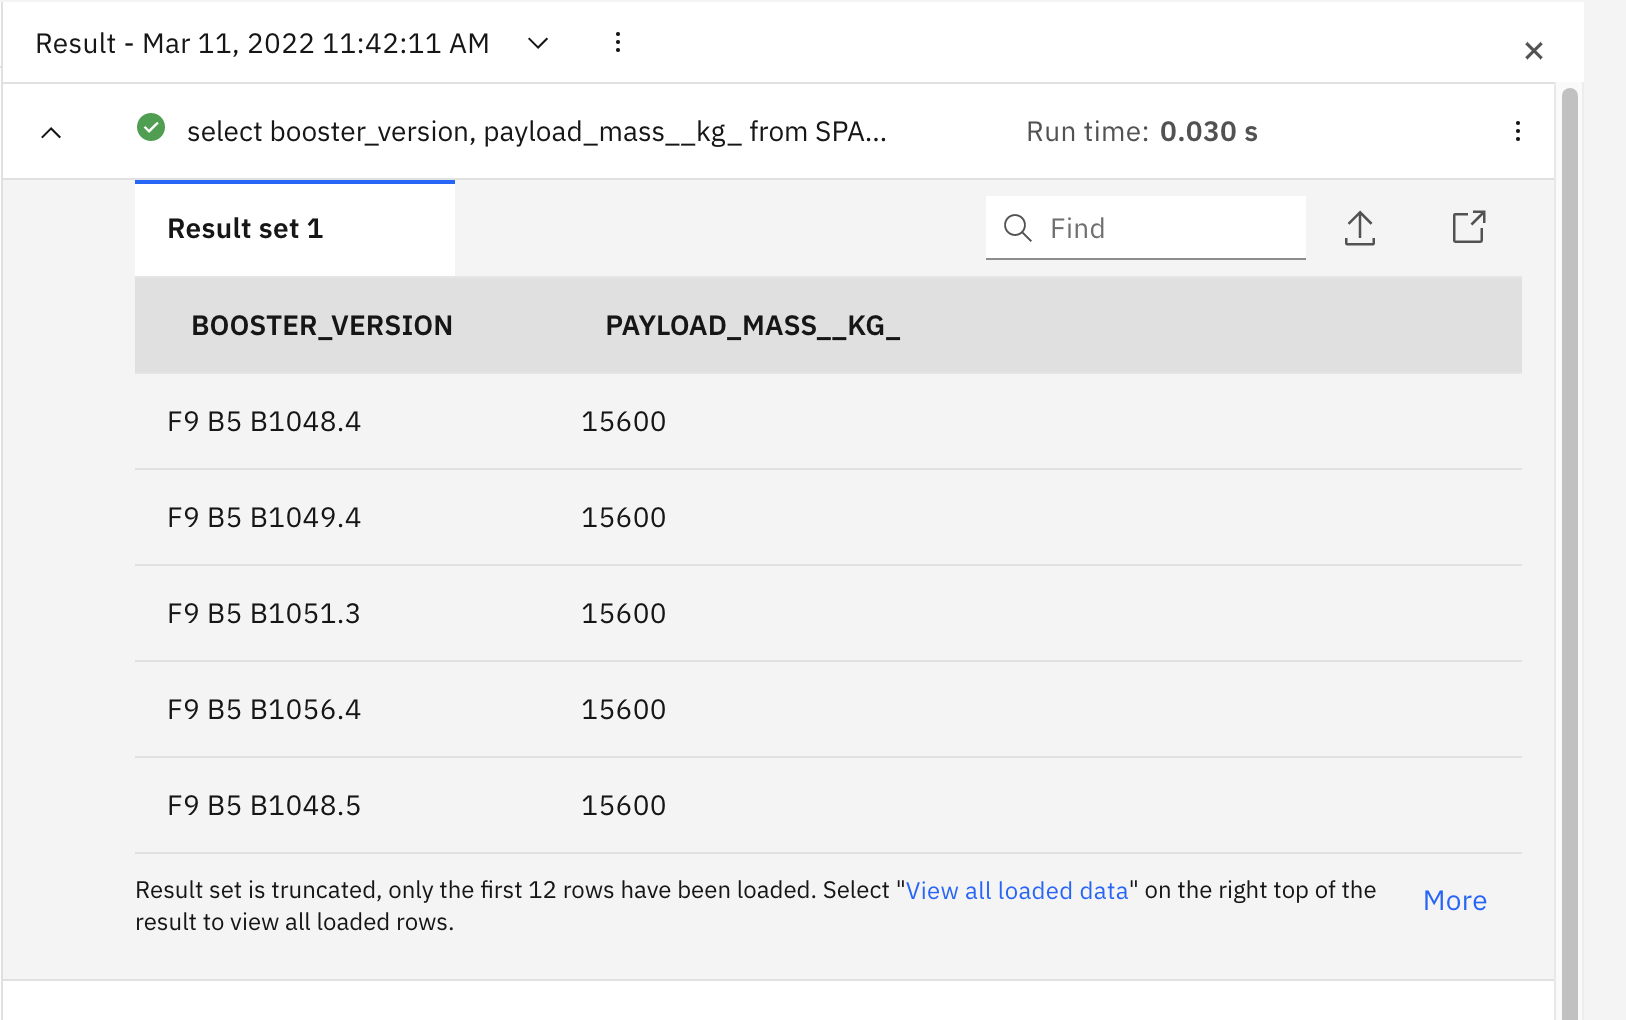 Result - Mar 11, 2022 11:42:11 AM
select booster_version, payload_mass__kg_ from SPA...
Run time: 0.030 s
Result set 1
Find
BOOSTER_VERSION PAYLOAD_MASS__KG_
F9 B5 B1048.4 15600
F9 B5 B1049.4 15600
F9 B5 B1051.3 15600
F9 B5 B1056.4 15600
F9 B5 B1048.5 15600
Result set is truncated, only the first 12 rows have been loaded. Select "View all loaded data" on the right top of the
result to view all loaded rows.
More